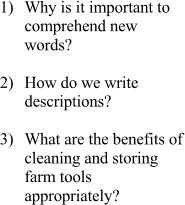 1) Why is it important to
comprehend new
words?
2) How do we write
descriptions?
3) What are the benefits of
cleaning and storing
farm tools
appropriately?